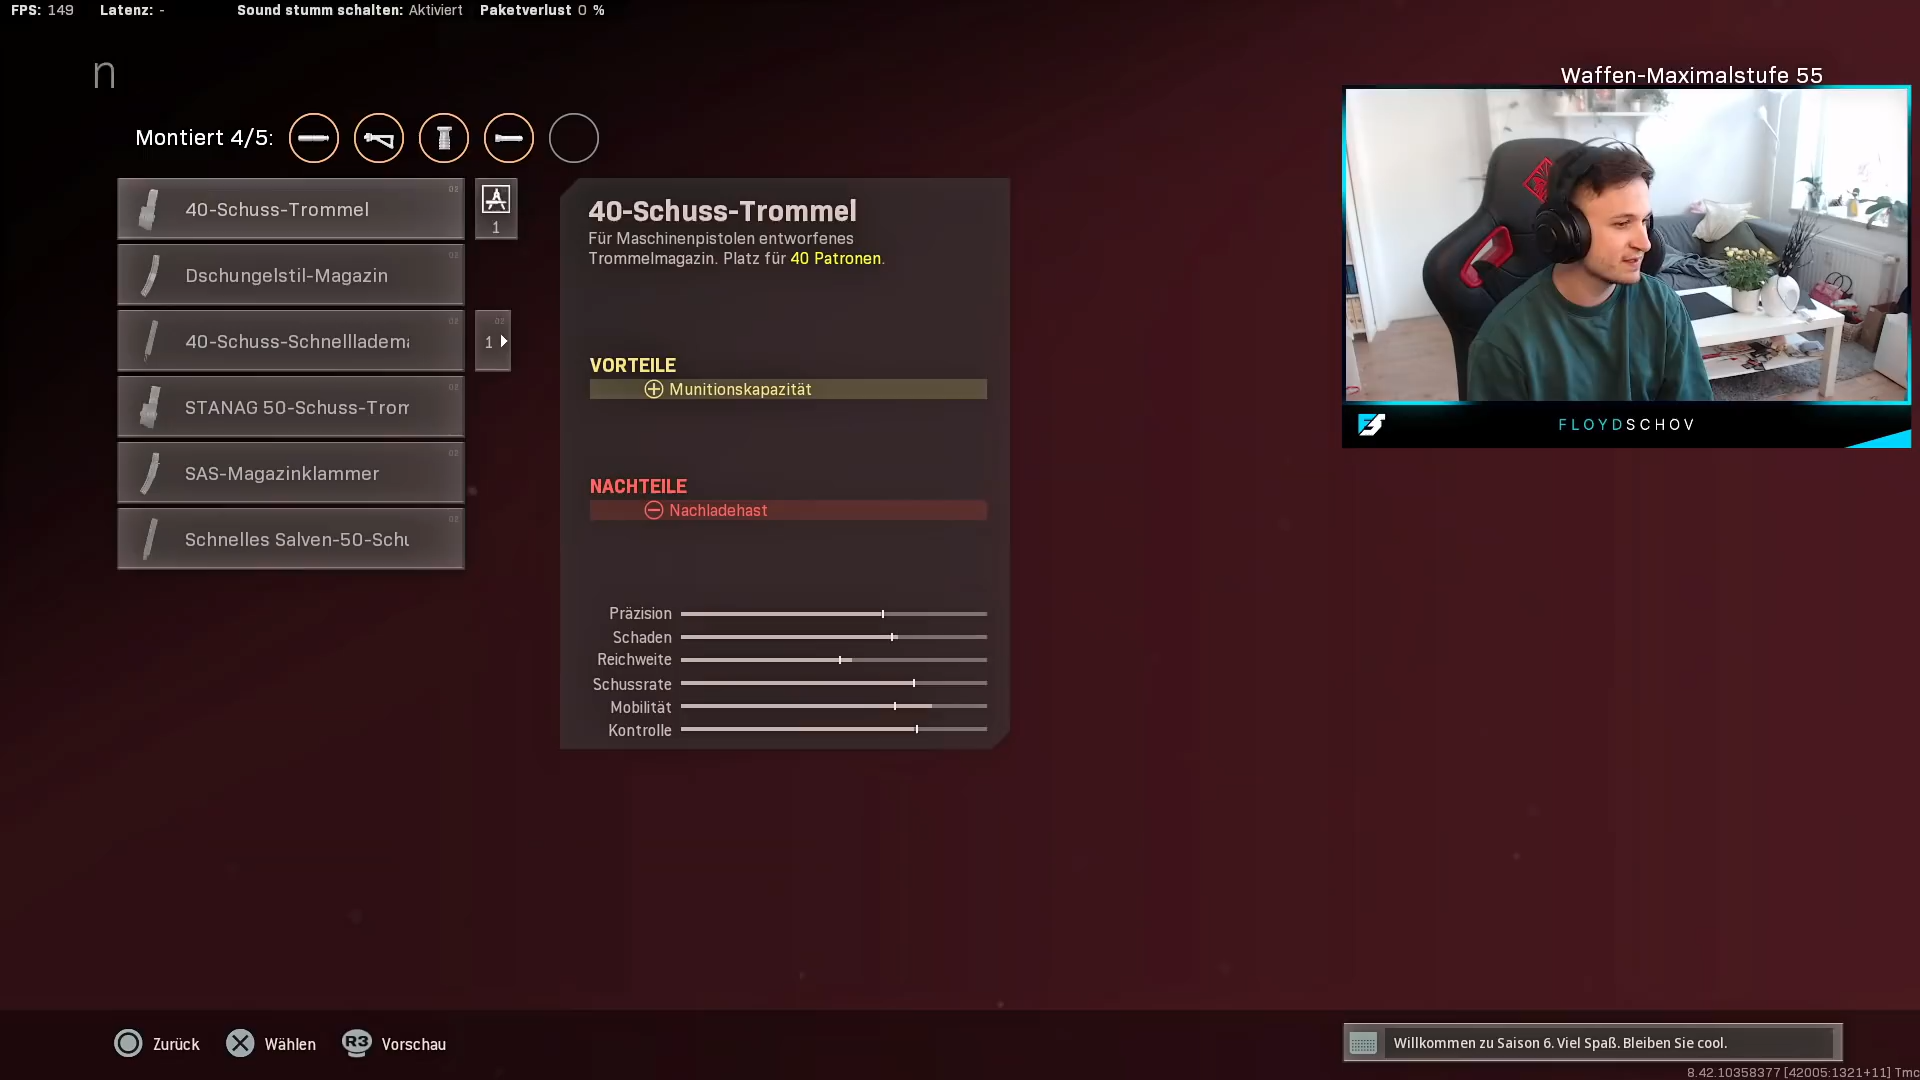 FPS: 149 Latenz: - Sound stumm schalten: Aktiviert Paketverlust 0 %
n
Waffen-Maximalstufe 55
Montiert 4/5:
40-Schuss-Trommel
1
Dschungelstil-Magazin
40-Schuss-Schnellladema
1
STANAG 50-Schuss-Trom
SAS-Magazinklammer
Schnelles Salven-50-Schu
40-Schuss-Trommel
Für Maschinenpistolen entworfenes
Trommelmagazin. Platz für 40 Patronen.
VORTEILE
Munitionskapazität
NACHTEILE
Nachladehast
Präzision
Schaden
Reichweite
Schussrate
Mobilität
Kontrolle
FLOYDSCHOV
Zurück
Wählen
R3 Vorschau
Willkommen zu Saison 6. Viel Spaß. Bleiben Sie cool.
8.42.10358377 [42005:1321+11] Tmc